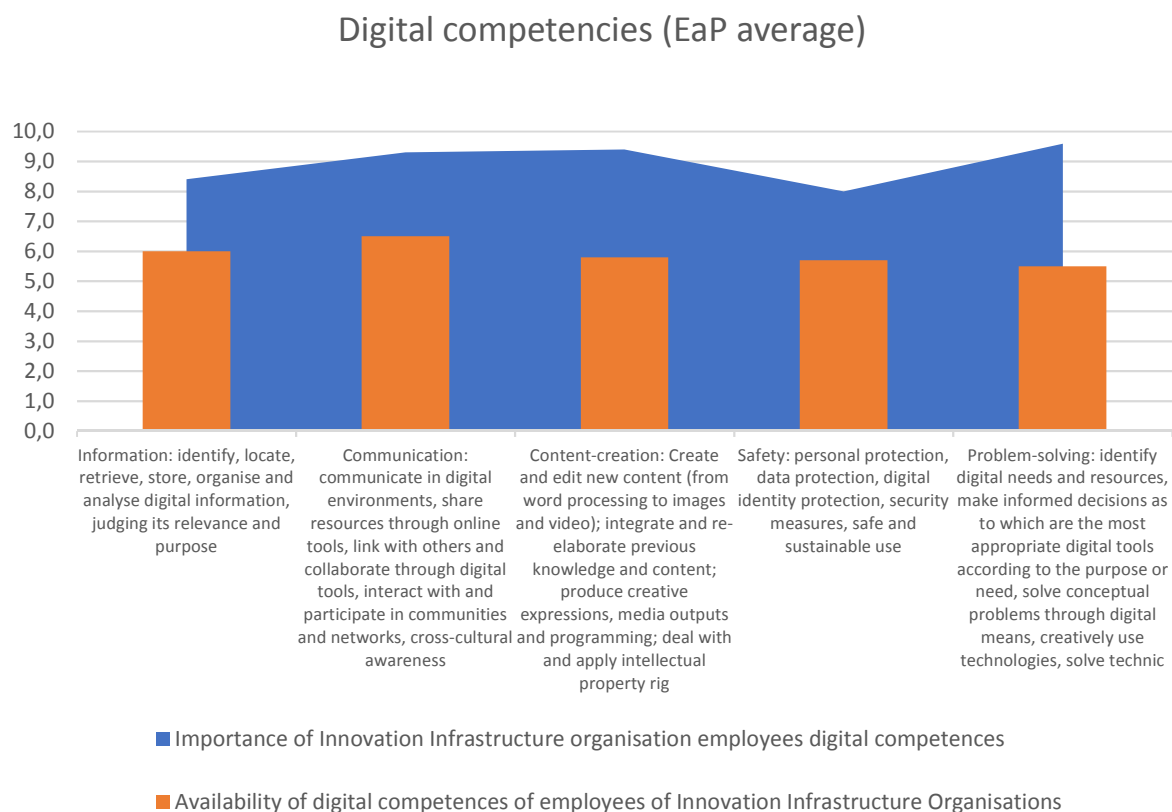 Digital competencies (EaP average)
10,0
9,0
8,0
7,0
6,0
5,0
4,0
3,0
2,0
1,0
0,0
Information: identify, locate,
retrieve, store, organise and
analyse digital information,
judging its relevance and
purpose
Communication:
communicate in digital
environments, share
resources through online
tools, link with others and
collaborate through digital
tools, interact with and
participate in communities
and networks, cross-cultural
awareness
Content-creation: Create
and edit new content (from
word processing to images
and video); integrate and re-
elaborate previous
knowledge and content;
produce creative
expressions, media outputs
and programming; deal with
and apply intellectual
property rig
Safety: personal protection,
data protection, digital
identity protection, security
measures, safe and
sustainable use
Problem-solving: identify
digital needs and resources,
make informed decisions as
to which are the most
appropriate digital tools
according to the purpose or
need, solve conceptual
problems through digital
means, creatively use
technologies, solve technic
Importance of Innovation Infrastructure organisation employees digital competences
Availability of digital competences of employees of Innovation Infrastructure Organisations